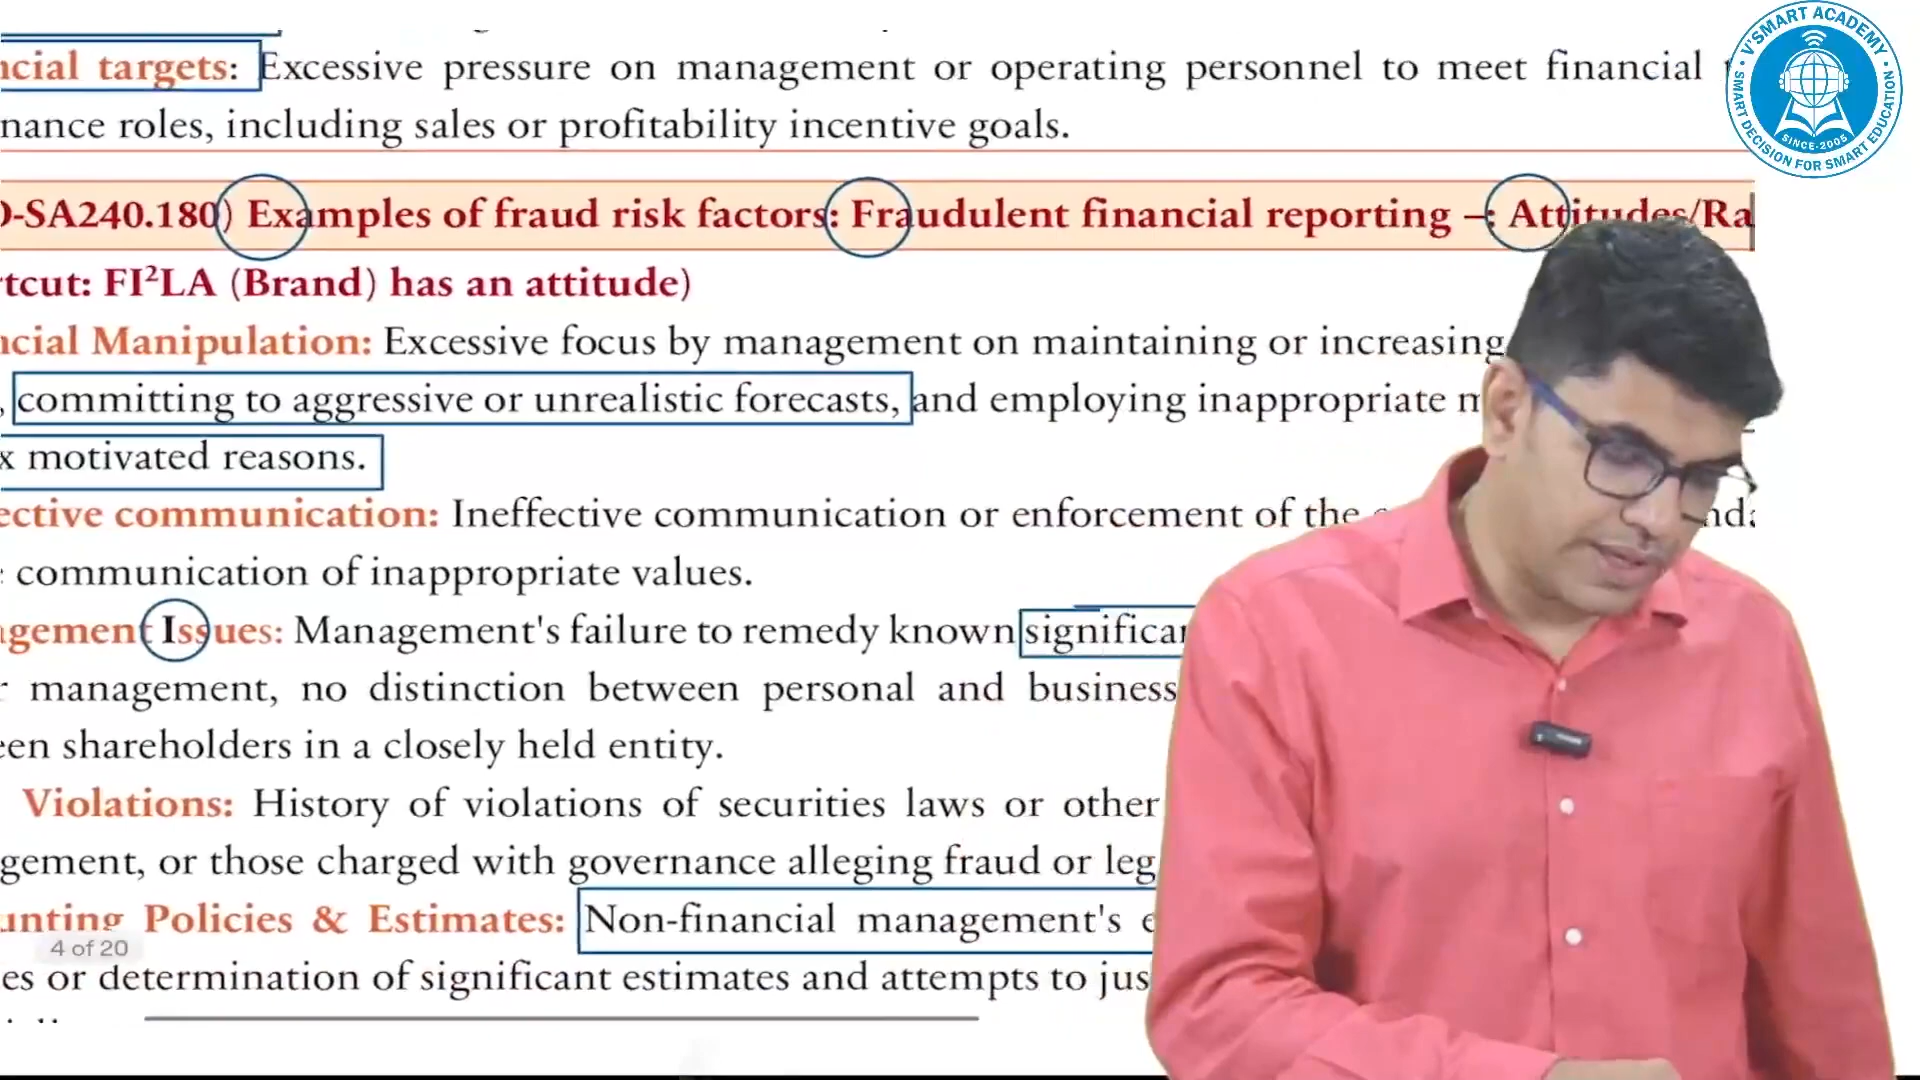 ncial targets: Excessive pressure on management or operating personnel to meet financial
nance roles, including sales or profitability incentive goals.
-SA240.180) Examples of fraud risk factors: Fraudulent financial reporting –: Attitudes/Ra
tcut: FI²LA (Brand) has an attitude)
ncial Manipulation: Excessive focus by management on maintaining or increasing
, committing to aggressive or unrealistic forecasts, and employing inappropriate
x motivated reasons.
ective communication: Ineffective communication or enforcement of the
communication of inappropriate values.
gement Issues: Management's failure to remedy known significan
r management, no distinction between personal and business
een shareholders in a closely held entity.
Violations: History of violations of securities laws or other
gement, or those charged with governance alleging fraud or leg
unting Policies & Estimates: Non-financial management's e
4 of 20
es or determination of significant estimates and attempts to jus
V'SMART ACADEMY
SMART DECISION FOR SMART EDUCATION
SINCE-2005